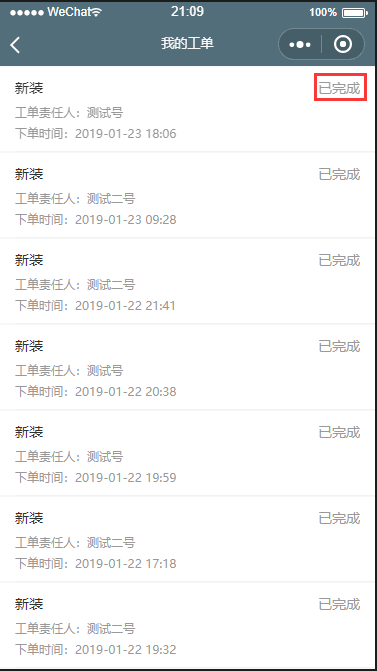 WeChat 21:09 100%
我的工单
新装 已完成
工单责任人：测试号
下单时间：2019-01-23 18:06
新装 已完成
工单责任人：测试二号
下单时间：2019-01-23 09:28
新装 已完成
工单责任人：测试二号
下单时间：2019-01-22 21:41
新装 已完成
工单责任人：测试号
下单时间：2019-01-22 20:38
新装 已完成
工单责任人：测试号
下单时间：2019-01-22 19:59
新装 已完成
工单责任人：测试二号
下单时间：2019-01-22 17:18
新装 已完成
工单责任人：测试二号
下单时间：2019-01-22 19:32